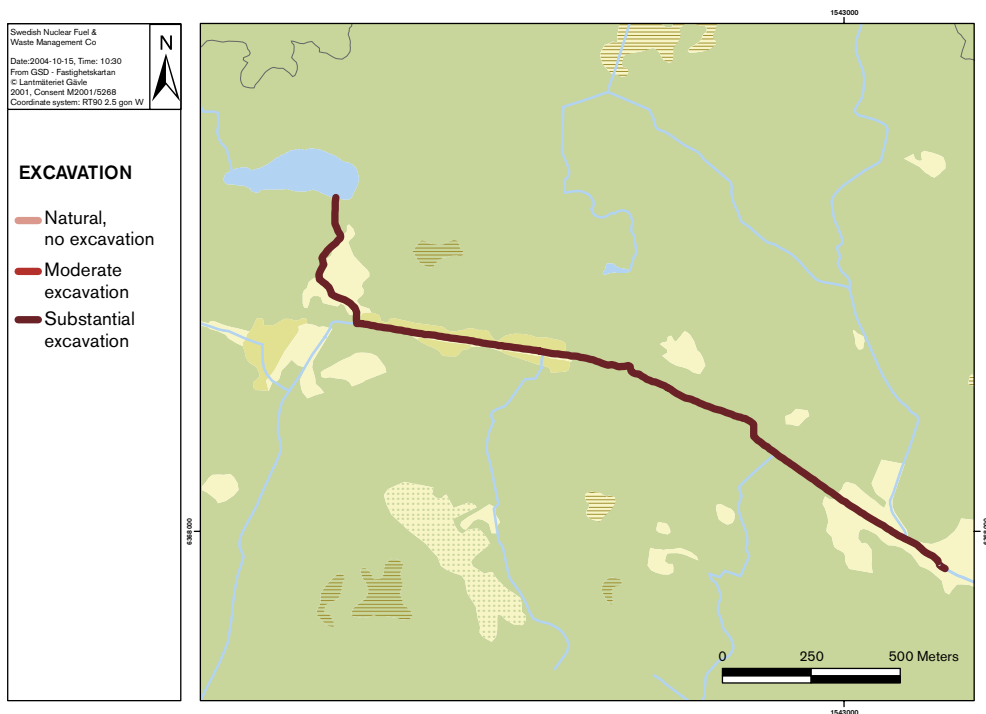 Swedish Nuclear Fuel &
Waste Management Co
Date:2004-10-15, Time: 10:30
From GSD - Fastighetskartan
© Lantmäteriet Gävle
2001, Consent M2001/5268
Coordinate system: RT90 2.5 gon W
N
EXCAVATION
Natural,
no excavation
Moderate
excavation
Substantial
excavation
1543000
6368000
0 250 500 Meters
1543000